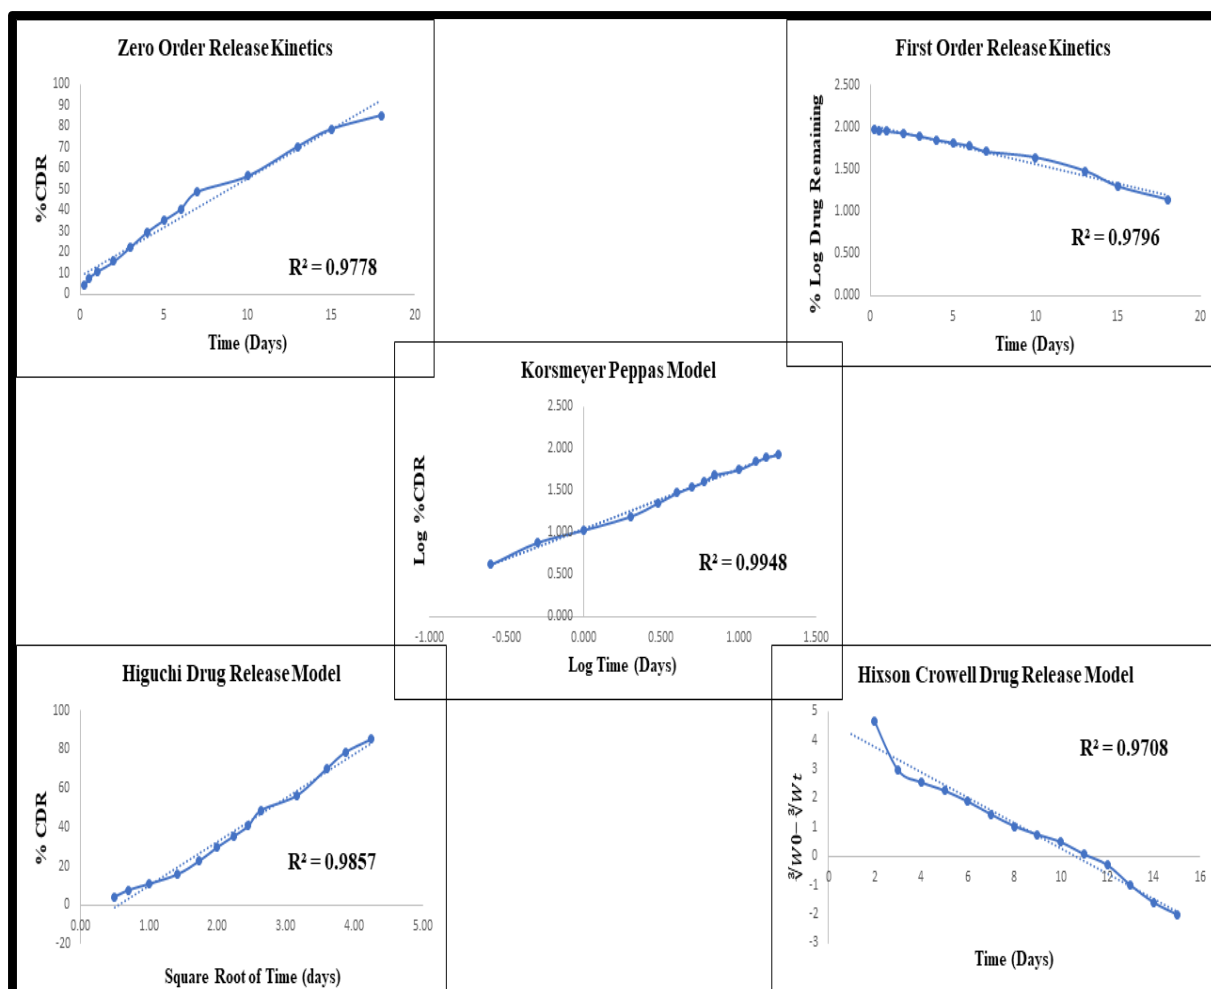 Zero Order Release Kinetics
100
90
80
70
60
50
40
30
20
10
0
%CDR
R² = 0.9778
0 5 10 15 20
Time (Days)
First Order Release Kinetics
2.500
2.000
1.500
1.000
0.500
0.000
% Log Drug Remaining
R² = 0.9796
0 5 10 15 20
Time (Days)
Korsmeyer Peppas Model
2.500
2.000
1.500
1.000
0.500
0.000
Log %CDR
R² = 0.9948
-1.000 -0.500 0.000 0.500 1.000 1.500
Log Time (Days)
Higuchi Drug Release Model
100
80
60
40
20
0
-20
% CDR
R² = 0.9857
0.00 1.00 2.00 3.00 4.00 5.00
Square Root of Time (days)
Hixson Crowell Drug Release Model
5
4
3
2
1
0
-1
-2
-3
∛W0−∛Wt
R² = 0.9708
0 2 4 6 8 10 12 14 16
Time (Days)